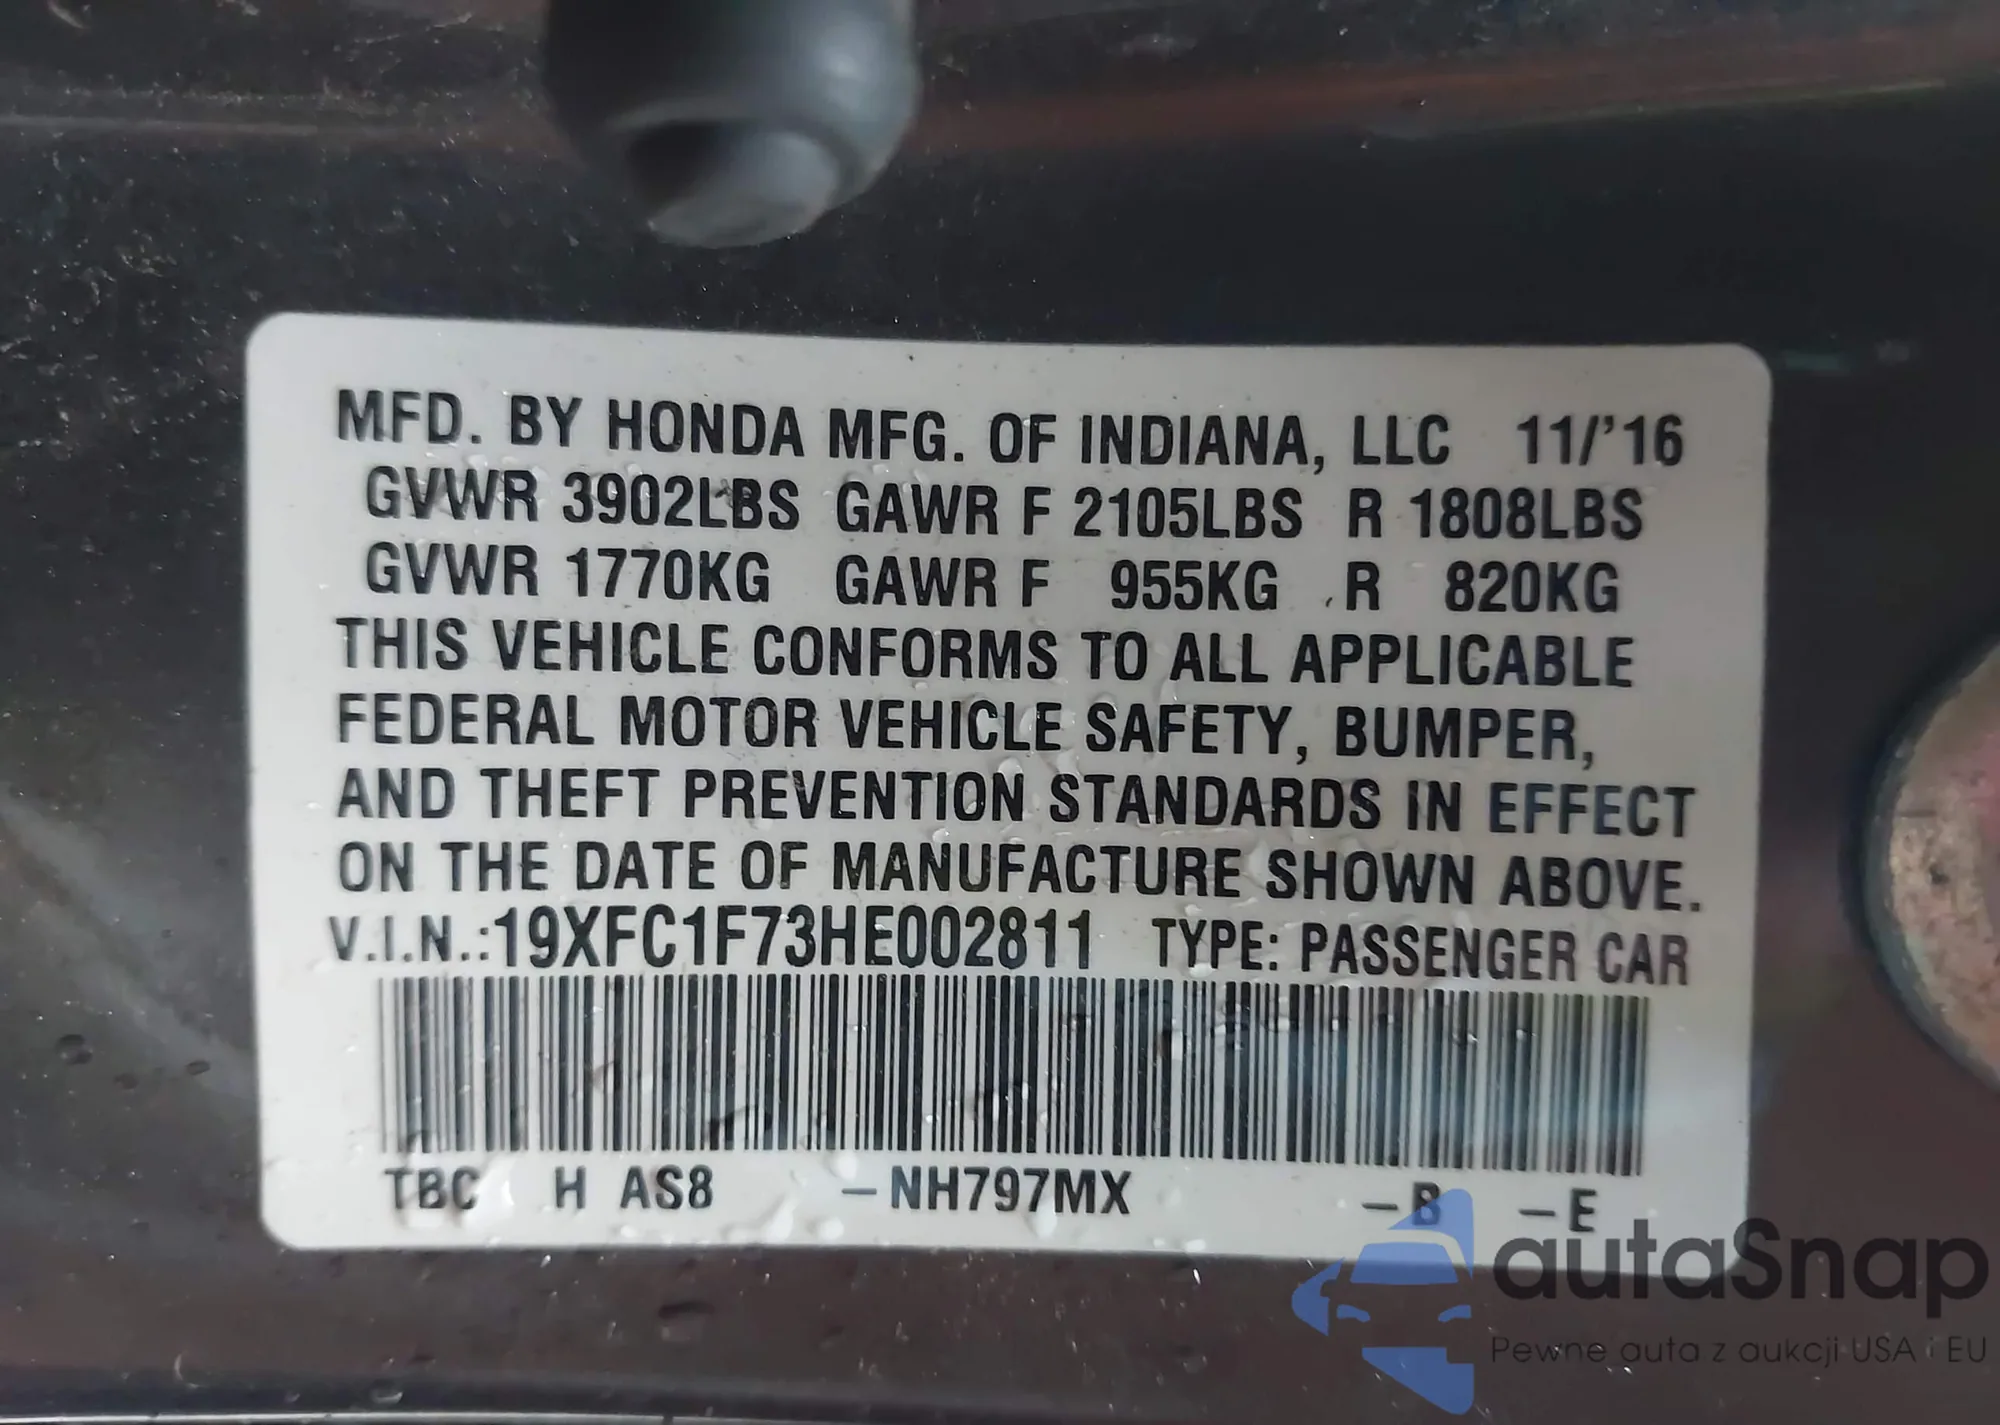 MFD. BY HONDA MFG. OF INDIANA, LLC 11/'16
GVWR 3902LBS GAWR F 2105LBS R 1808LBS
GVWR 1770KG GAWR F 955KG R 820KG
THIS VEHICLE CONFORMS TO ALL APPLICABLE
FEDERAL MOTOR VEHICLE SAFETY, BUMPER,
AND THEFT PREVENTION STANDARDS IN EFFECT
ON THE DATE OF MANUFACTURE SHOWN ABOVE.
V.I.N.:19XFC1F73HE002811 TYPE: PASSENGER CAR
TBC H AS8 –NH797MX –B –E
autaSnap
Pewne auta z aukcji USA i EU